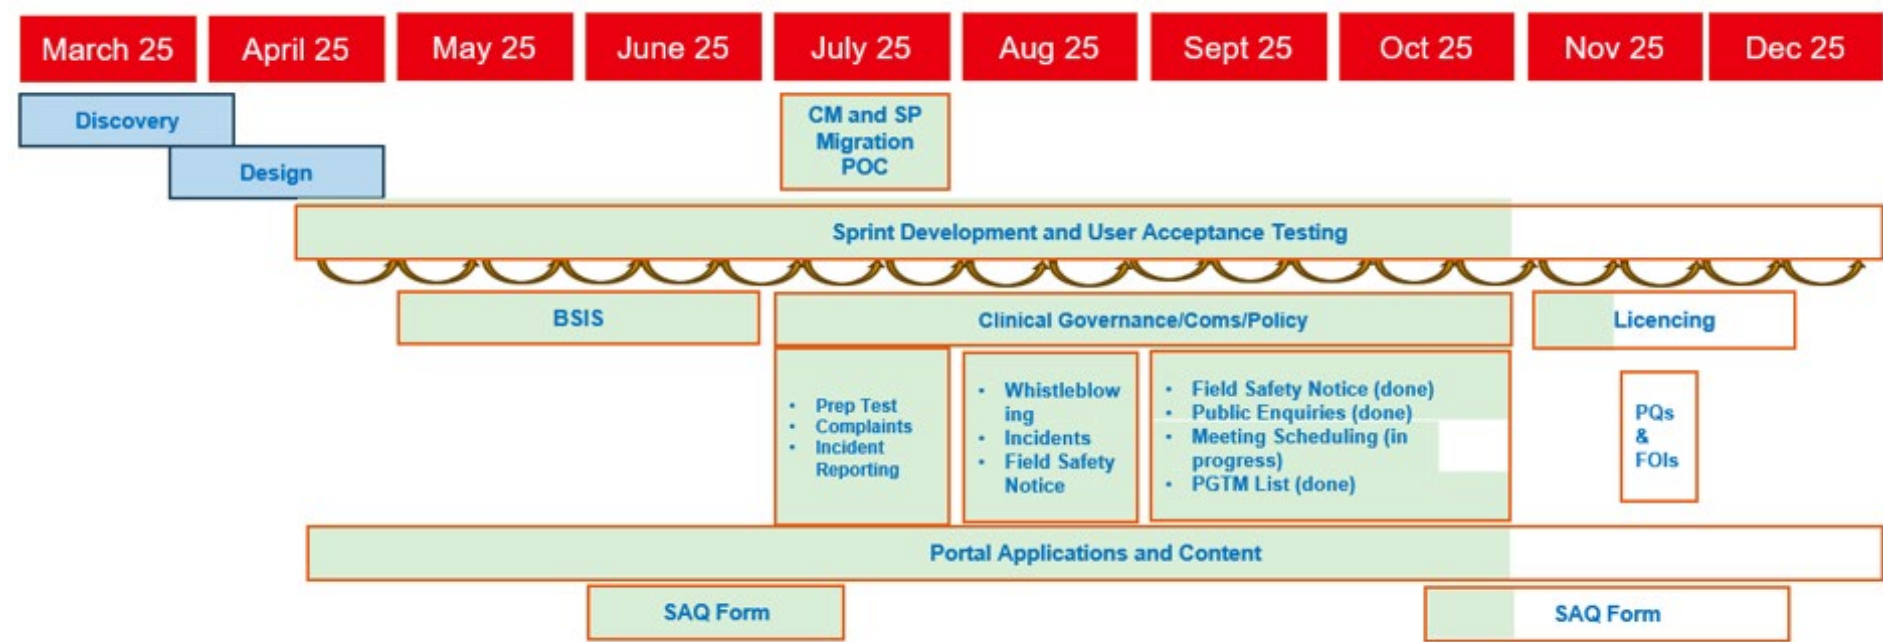 March 25
April 25
May 25
June 25
July 25
Aug 25
Sept 25
Oct 25
Nov 25
Dec 25
Discovery
Design
CM and SP
Migration
POC
Sprint Development and User Acceptance Testing
BSIS
Clinical Governance/Coms/Policy
Licencing
• Prep Test
• Complaints
• Incident
Reporting
• Whistleblow
ing
• Incidents
• Field Safety
Notice
• Field Safety Notice (done)
• Public Enquiries (done)
• Meeting Scheduling (in
progress)
• PGTM List (done)
PQs
&
FOIs
Portal Applications and Content
SAQ Form
SAQ Form